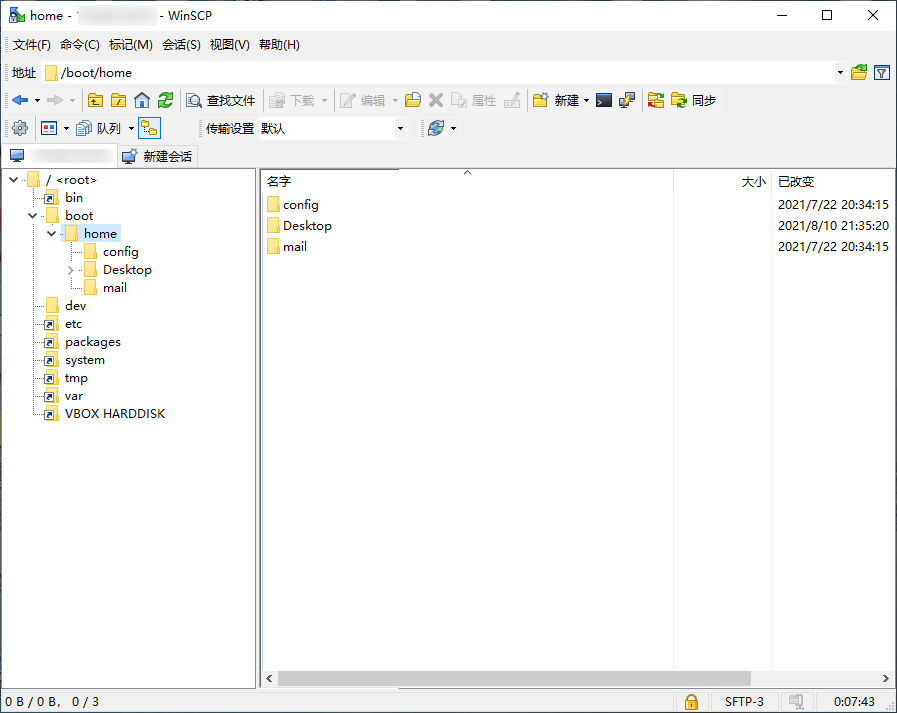 home - - WinSCP
文件(F) 命令(C) 标记(M) 会话(S) 视图(V) 帮助(H)
地址 /boot/home
查找文件 下载 编辑 属性 新建 同步
队列 传输设置 默认
新建会话
/ <root>
bin
boot
home
config
Desktop
mail
dev
etc
packages
system
tmp
var
VBOX HARDDISK
名字 大小 已改变
config 2021/7/22 20:34:15
Desktop 2021/8/10 21:35:20
mail 2021/7/22 20:34:15
0 B / 0 B, 0 / 3 SFTP-3 0:07:43